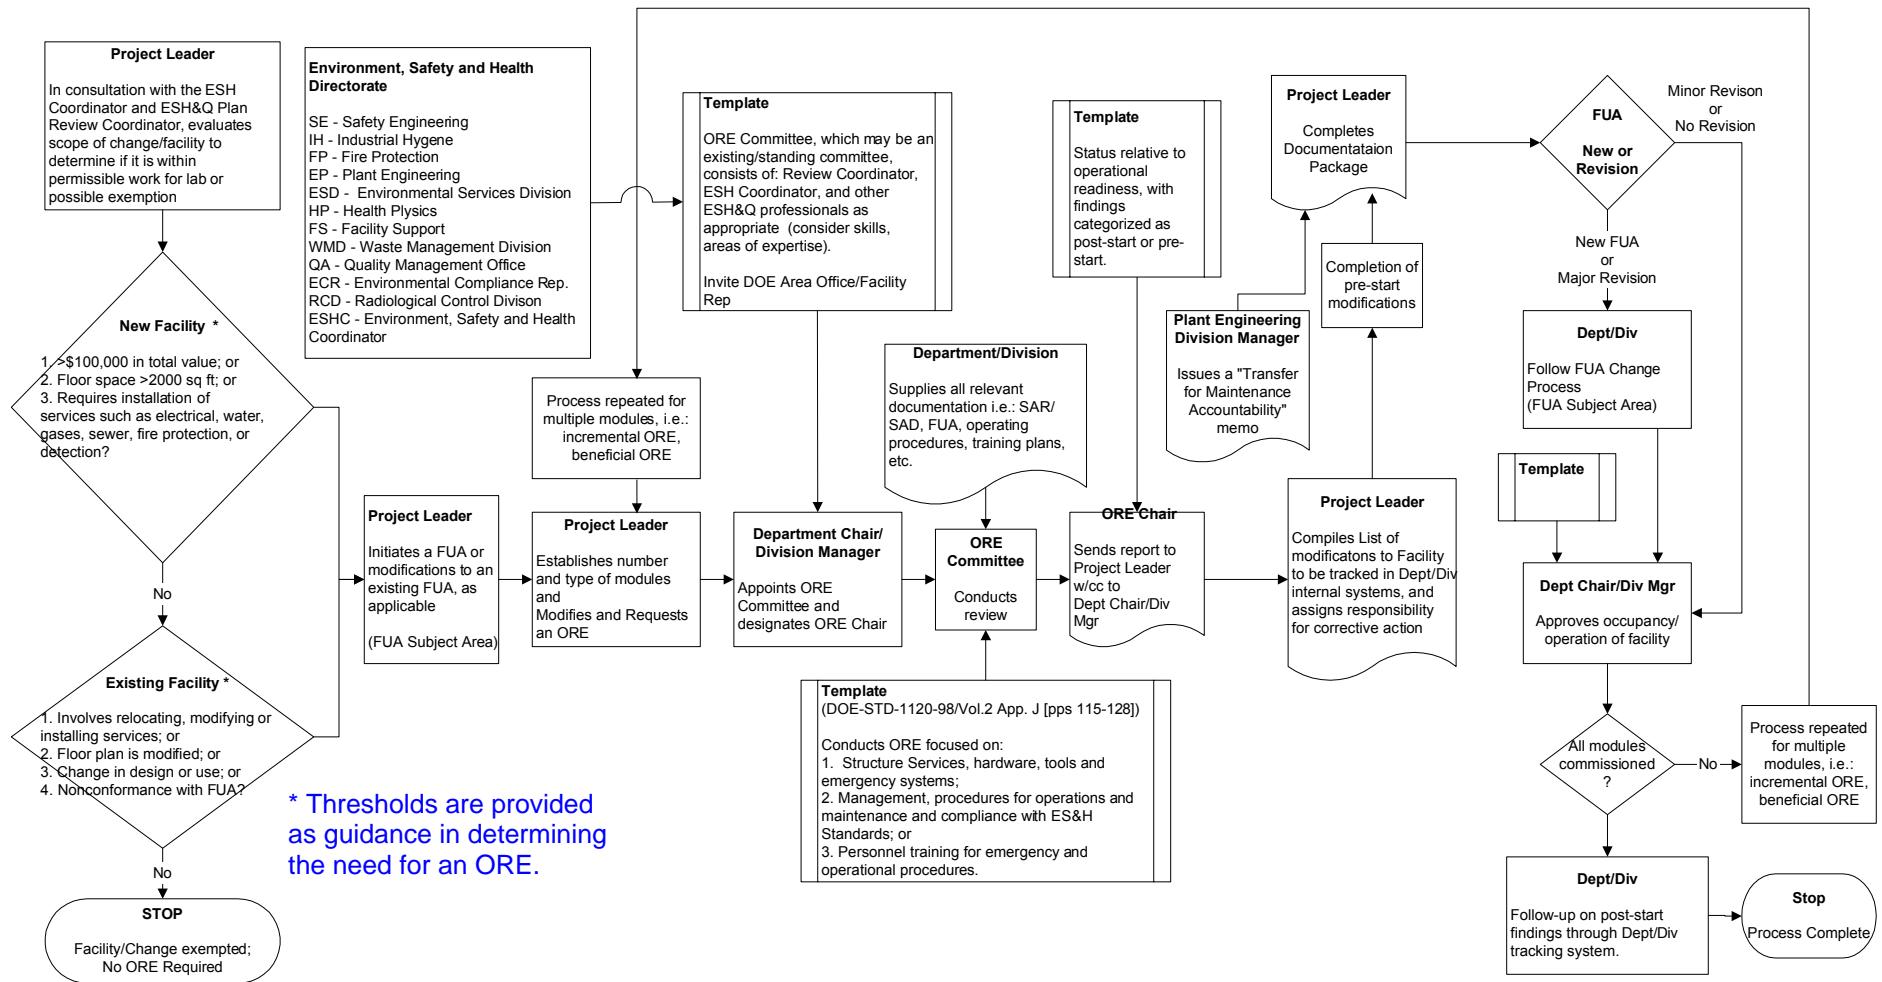 Project Leader
In consultation with the ESH
Coordinator and ESH&Q Plan
Review Coordinator, evaluates
scope of change/facility to
determine if it is within
permissible work for lab or
possible exemption
New Facility *
1. >$100,000 in total value; or
2. Floor space >2000 sq ft; or
3. Requires installation of
services such as electrical, water,
gases, sewer, fire protection, or
detection?
No
Existing Facility *
1. Involves relocating, modifying or
installing services; or
2. Floor plan is modified; or
3. Change in design or use; or
4. Nonconformance with FUA?
No
STOP
Facility/Change exempted;
No ORE Required
Environment, Safety and Health
Directorate
SE - Safety Engineering
IH - Industrial Hygene
FP - Fire Protection
EP - Plant Engineering
ESD - Environmental Services Division
HP - Health Plysics
FS - Facility Support
WMD - Waste Management Division
QA - Quality Management Office
ECR - Environmental Compliance Rep.
RCD - Radiological Control Divison
ESHC - Environment, Safety and Health
Coordinator
* Thresholds are provided
as guidance in determining
the need for an ORE.
Project Leader
Initiates a FUA or
modifications to an
existing FUA, as
applicable
(FUA Subject Area)
Process repeated for
multiple modules, i.e.:
incremental ORE,
beneficial ORE
Project Leader
Establishes number
and type of modules
and
Modifies and Requests
an ORE
Template
ORE Committee, which may be an
existing/standing committee,
consists of: Review Coordinator,
ESH Coordinator, and other
ESH&Q professionals as
appropriate (consider skills,
areas of expertise).
Invite DOE Area Office/Facility
Rep
Department Chair/
Division Manager
Appoints ORE
Committee and
designates ORE Chair
Department/Division
Supplies all relevant
documentation i.e.: SAR/
SAD, FUA, operating
procedures, training plans,
etc.
ORE
Committee
Conducts
review
Template
(DOE-STD-1120-98/Vol.2 App. J [pps 115-128])
Conducts ORE focused on:
1. Structure Services, hardware, tools and
emergency systems;
2. Management, procedures for operations and
maintenance and compliance with ES&H
Standards; or
3. Personnel training for emergency and
operational procedures.
Template
Status relative to
operational
readiness, with
findings
categorized as
post-start or pre-
start.
ORE Chair
Sends report to
Project Leader
w/cc to
Dept Chair/Div
Mgr
Plant Engineering
Division Manager
Issues a "Transfer
for Maintenance
Accountability"
memo
Project Leader
Completes
Documentataion
Package
Completion of
pre-start
modifications
Project Leader
Compiles List of
modificatons to Facility
to be tracked in Dept/Div
internal systems, and
assigns responsibility
for corrective action
FUA
New or
Revision
Minor Revison
or
No Revision
New FUA
or
Major Revision
Dept/Div
Follow FUA Change
Process
(FUA Subject Area)
Template
Dept Chair/Div Mgr
Approves occupancy/
operation of facility
All modules
commissioned
?
No
Process repeated
for multiple
modules, i.e.:
incremental ORE,
beneficial ORE
Dept/Div
Follow-up on post-start
findings through Dept/Div
tracking system.
Stop
Process Complete